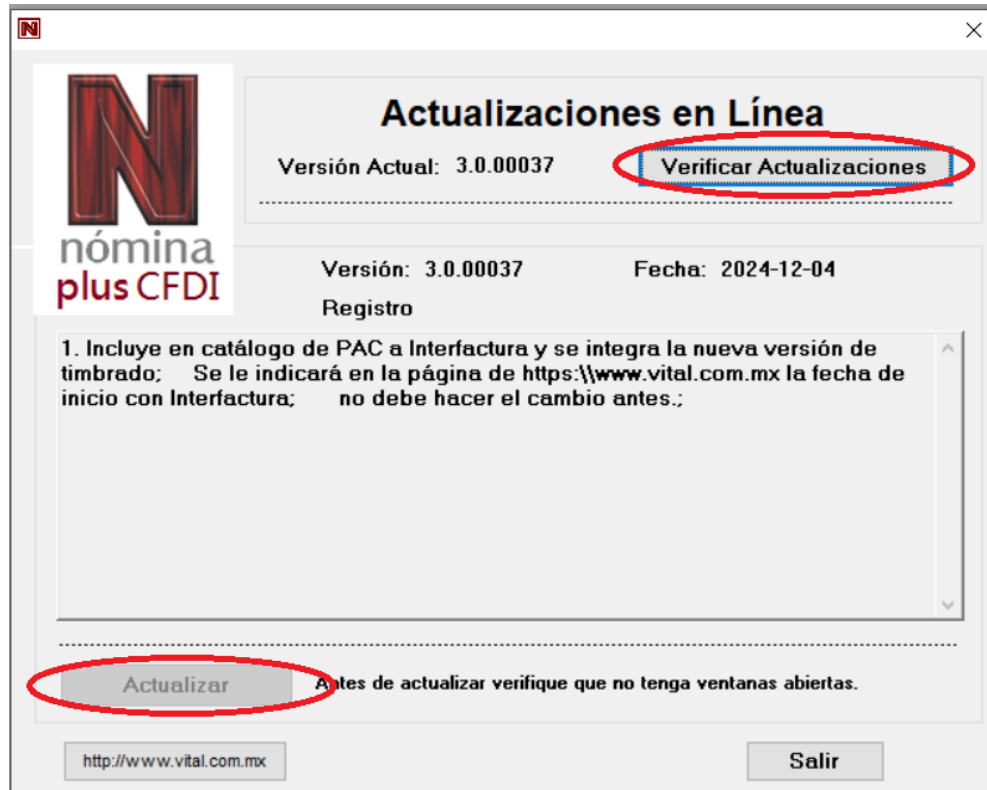 N
N
Actualizaciones en Línea
Versión Actual: 3.0.00037
Verificar Actualizaciones
nómina
plus CFDI
Versión: 3.0.00037
Fecha: 2024-12-04
Registro
1. Incluye en catálogo de PAC a Interfactura y se integra la nueva versión de
timbrado; Se le indicará en la página de https:\\www.vital.com.mx la fecha de
inicio con Interfactura; no debe hacer el cambio antes.;
Actualizar
Antes de actualizar verifique que no tenga ventanas abiertas.
http://www.vital.com.mx
Salir